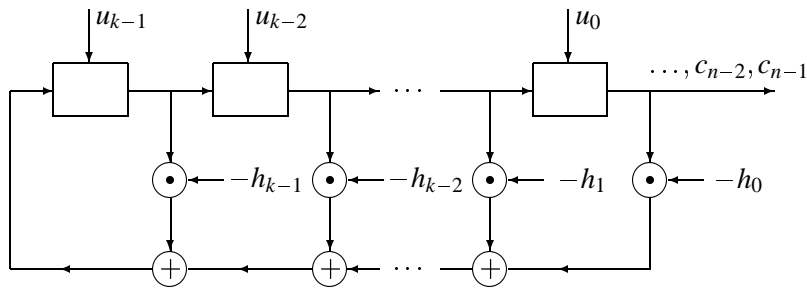 u_{k−1} u_{k−2} u_0
· · · …, c_{n−2}, c_{n−1}
−h_{k−1} −h_{k−2} −h_1 −h_0
+ + · · · +